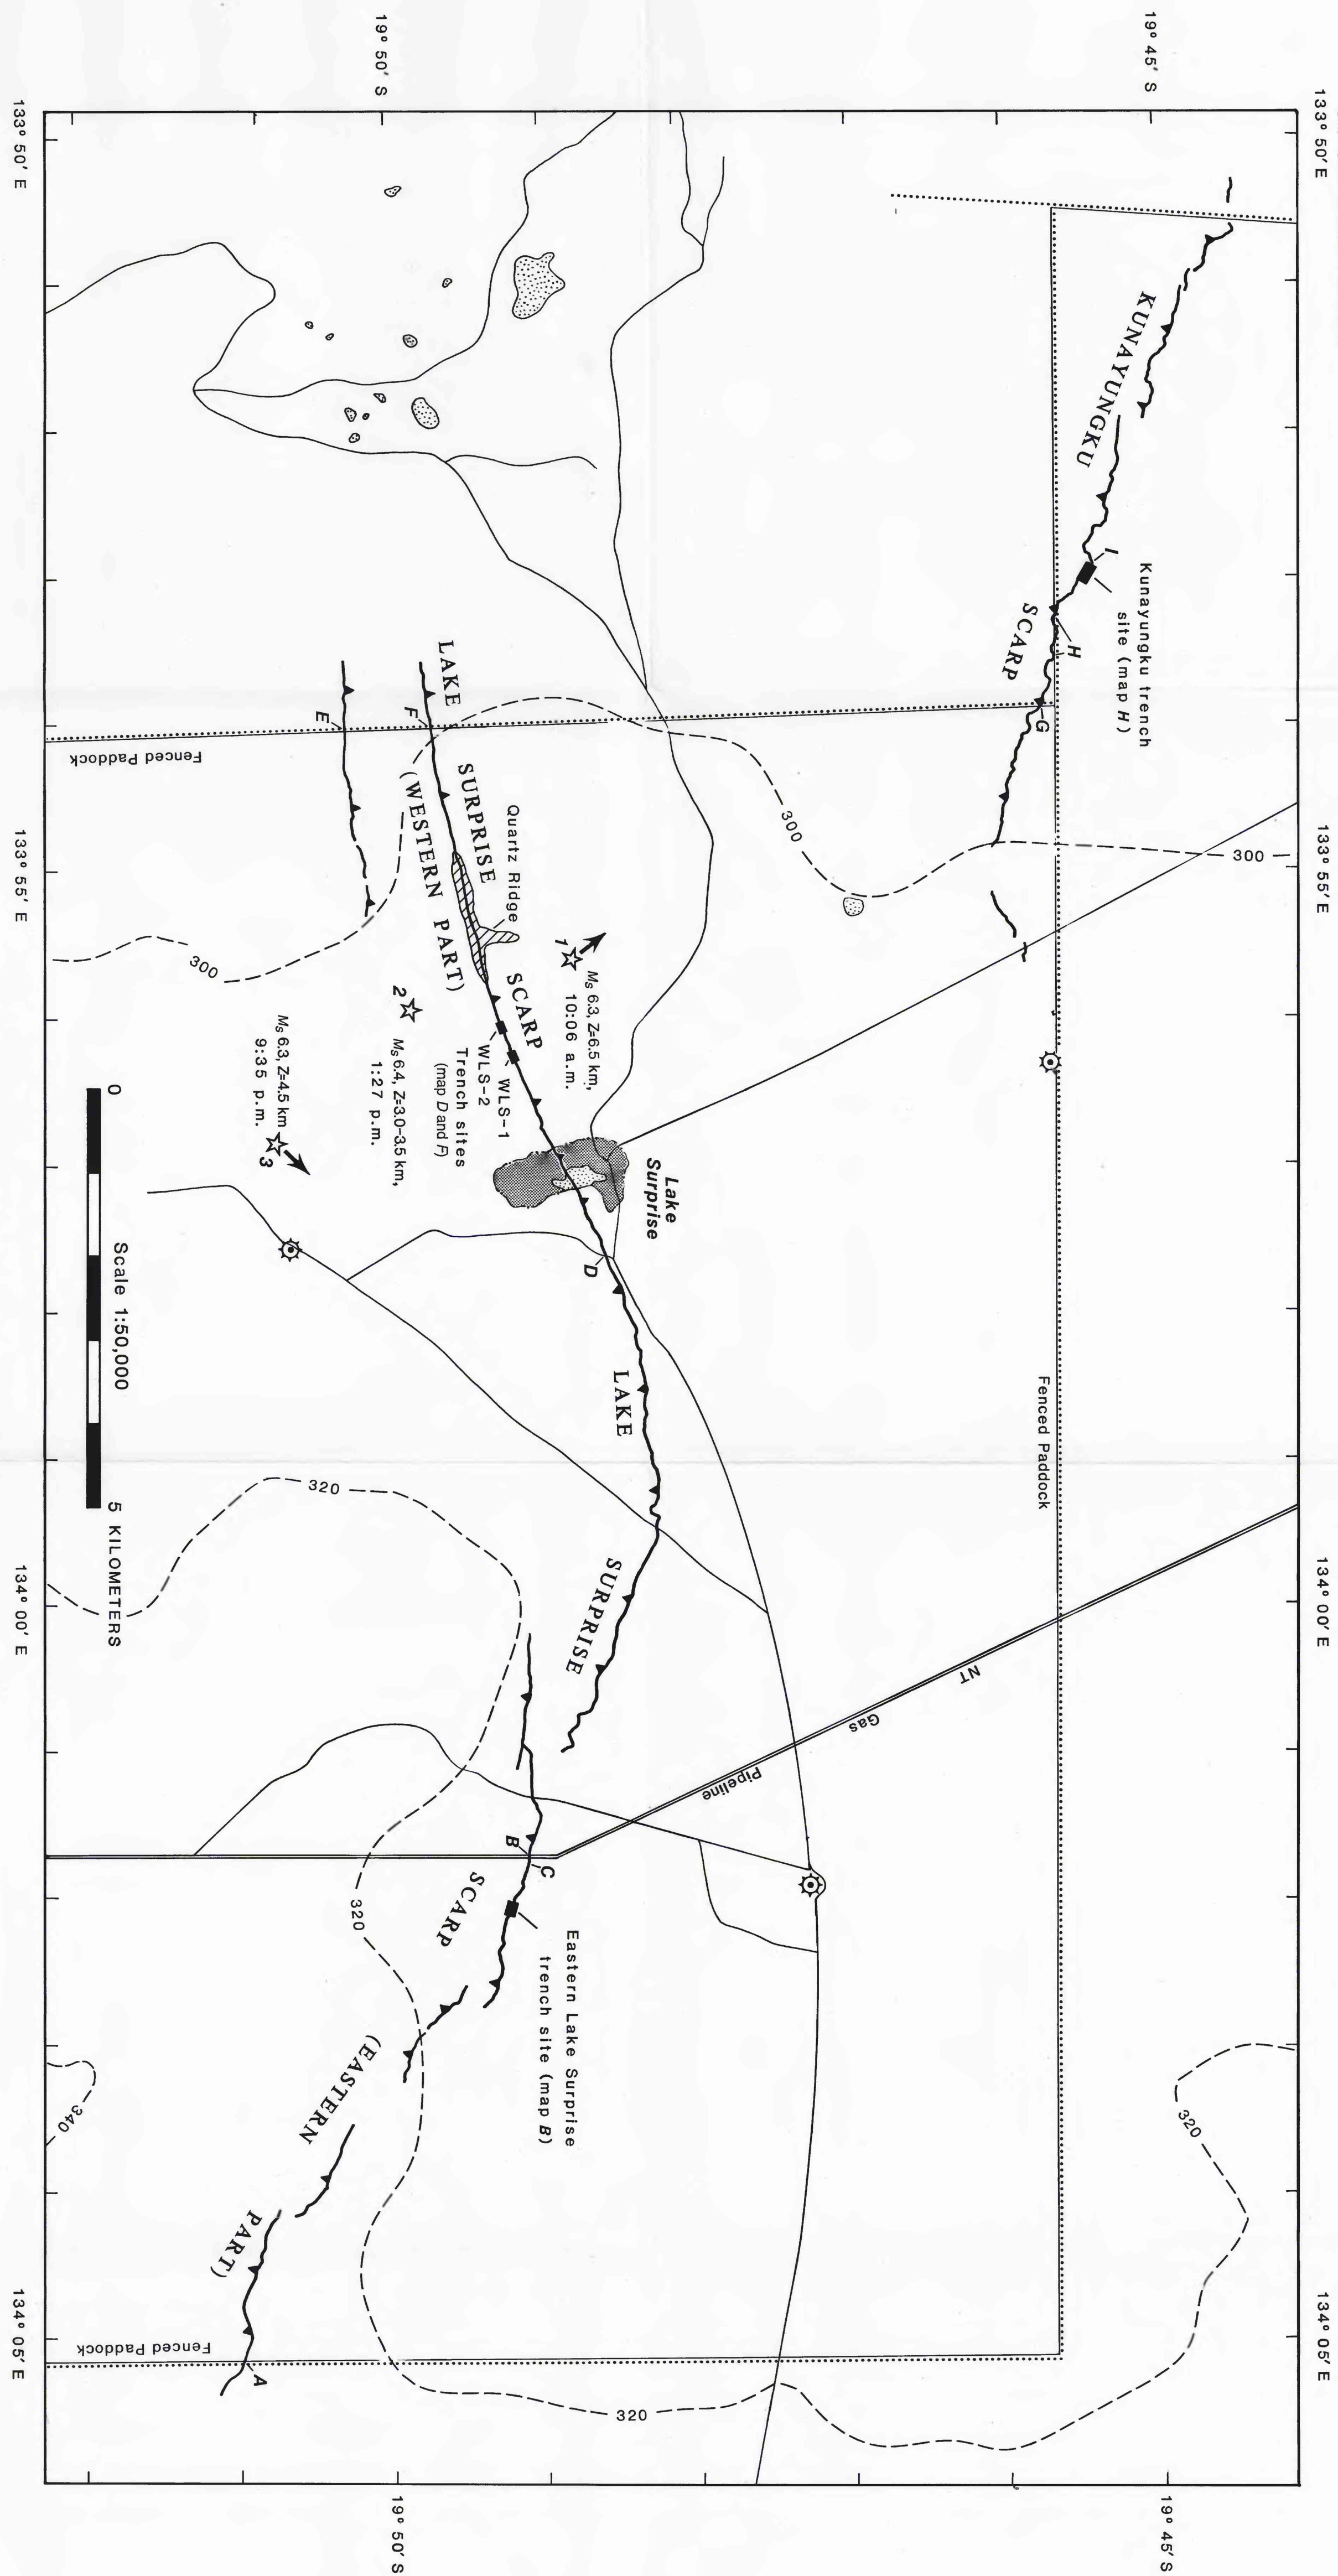 133° 50′ E
133° 55′ E
134° 00′ E
134° 05′ E
19° 45′ S
19° 45′ S
KUNAYUNGKU
SCARP
Kunayungku trench
site (map H)
I
H
G
300
300
Fenced Paddock
NT
Gas
Pipeline
320
Lake
Surprise
LAKE
SURPRISE
SCARP
(WESTERN PART)
Quartz Ridge
1
Ms 6.3, Z=6.5 km,
10:06 a.m.
WLS-1
WLS-2
Trench sites
(map D and F)
D
F
E
Fenced Paddock
2
Ms 6.4, Z=3.0-3.5 km,
1:27 p.m.
Ms 6.3, Z=4.5 km
9:35 p.m.
3
300
LAKE
SURPRISE
SCARP
(EASTERN
PART)
B
C
Eastern Lake Surprise
trench site (map B)
320
320
320
340
A
Fenced Paddock
19° 50′ S
19° 50′ S
0
5 KILOMETERS
Scale 1:50,000
133° 50′ E
133° 55′ E
134° 00′ E
134° 05′ E